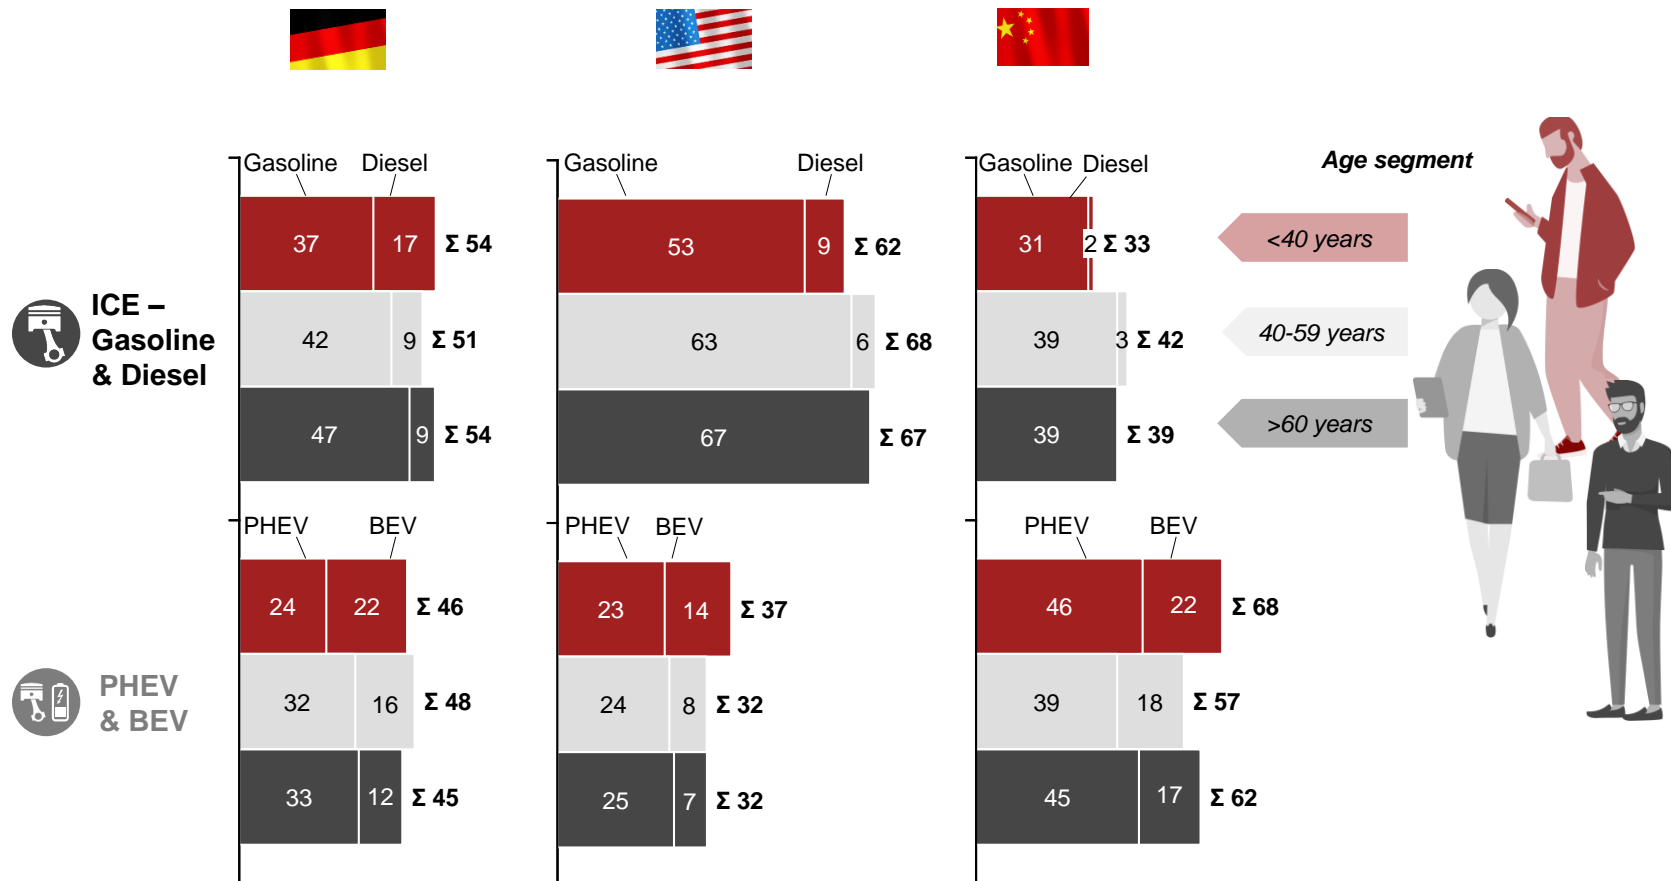 Gasoline Diesel
Gasoline Diesel
Gasoline Diesel
Age segment
37 17 Σ 54
53 9 Σ 62
31 2 Σ 33
<40 years
ICE –
Gasoline
& Diesel
42 9 Σ 51
63 6 Σ 68
39 3 Σ 42
40-59 years
47 9 Σ 54
67 Σ 67
39 Σ 39
>60 years
PHEV BEV
PHEV BEV
PHEV BEV
24 22 Σ 46
23 14 Σ 37
46 22 Σ 68
PHEV
& BEV
32 16 Σ 48
24 8 Σ 32
39 18 Σ 57
33 12 Σ 45
25 7 Σ 32
45 17 Σ 62